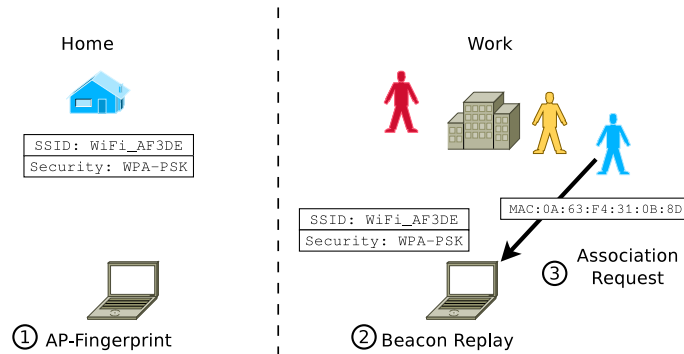 Home
SSID: WiFi_AF3DE
Security: WPA-PSK
1 AP-Fingerprint
Work
MAC:0A:63:F4:31:0B:8D
SSID: WiFi_AF3DE
Security: WPA-PSK
3 Association
Request
2 Beacon Replay